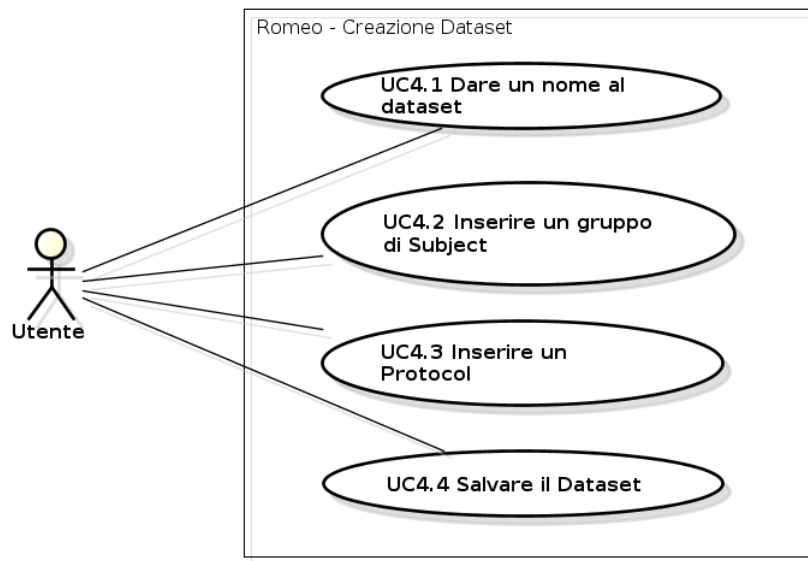 Romeo - Creazione Dataset
UC4.1 Dare un nome al
dataset
UC4.2 Inserire un gruppo
di Subject
Utente
UC4.3 Inserire un
Protocol
UC4.4 Salvare il Dataset